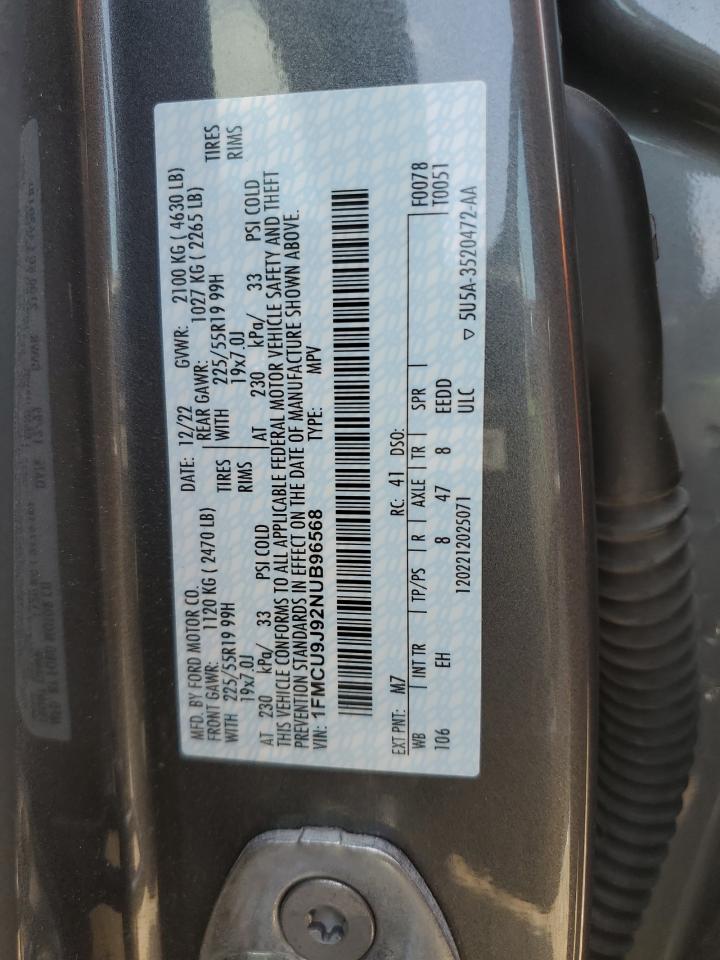 MFD. BY FORD MOTOR CO. DATE: 12/22 GVWR: 2100 KG ( 4630 LB)
FRONT GAWR: 1120 KG ( 2470 LB) REAR GAWR: 1027 KG ( 2265 LB)
WITH 225/55R19 99H TIRES WITH 225/55R19 99H TIRES
19x7.0J RIMS 19x7.0J RIMS
AT 230 kPa/ 33 PSI COLD AT 230 kPa/ 33 PSI COLD
THIS VEHICLE CONFORMS TO ALL APPLICABLE FEDERAL MOTOR VEHICLE SAFETY AND THEFT
PREVENTION STANDARDS IN EFFECT ON THE DATE OF MANUFACTURE SHOWN ABOVE.
VIN: 1FMCU9J92NUB96568 TYPE: MPV
EXT PNT: M7 RC: 41 DSO: F0078
WB INT TR TP/PS R AXLE TR SPR T0051
106 EH 8 47 8 EEDD
1202212025071 ULC ▽ 5U5A-3520472-AA